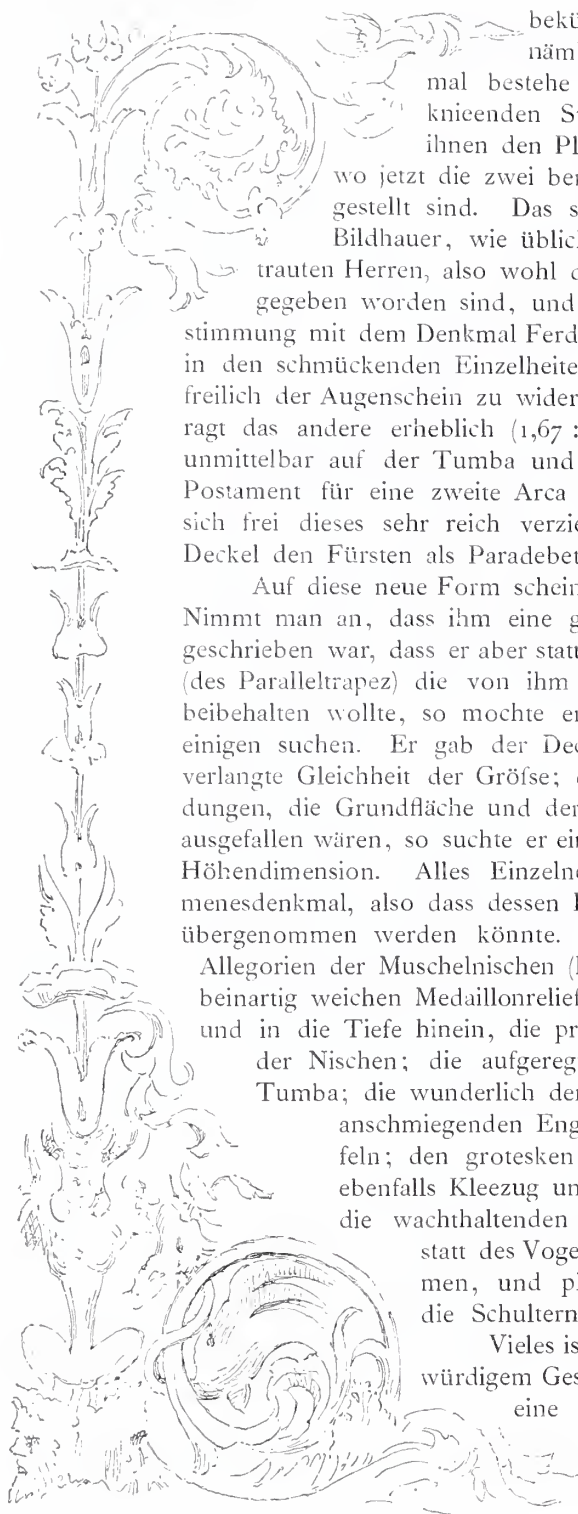 bekü
näm
mal bestehe
knieenden S
ihnen den Pl
wo jetzt die zwei ber
gestellt sind. Das s
Bildhauer, wie üblic
trauten Herren, also wohl
gegeben worden sind, und
stimmung mit dem Denkmal Ferd
in den schmückenden Einzelheite
freilich der Augenschein zu wider
ragt das andere erheblich (1,67 :
unmittelbar auf der Tumba und
Postament für eine zweite Arca
sich frei dieses sehr reich verzie
Deckel den Fürsten als Paradebet
Auf diese neue Form schein
Nimmt man an, dass ihm eine g
geschrieben war, dass er aber statt
(des Paralleltrapez) die von ihm
beibehalten wollte, so mochte er
einigen suchen. Er gab der Dec
verlangte Gleichheit der Gröfse;
dungen, die Grundfläche und der
ausgefallen wären, so suchte er ei
Höhendimension. Alles Einzeln
menesdenkmal, also dass dessen
übergenommen werden könnte.
Allegorien der Muschelnischen (
beinartig weichen Medaillonrelief
und in die Tiefe hinein, die pr
der Nischen; die aufgereg
Tumba; die wunderlich der
anschmiegenden Eng
feln; den grotesken
ebenfalls Kleezug un
die wachthaltenden
statt des Voge
men, und pl
die Schultern
Vieles is
würdigem Ges
eine